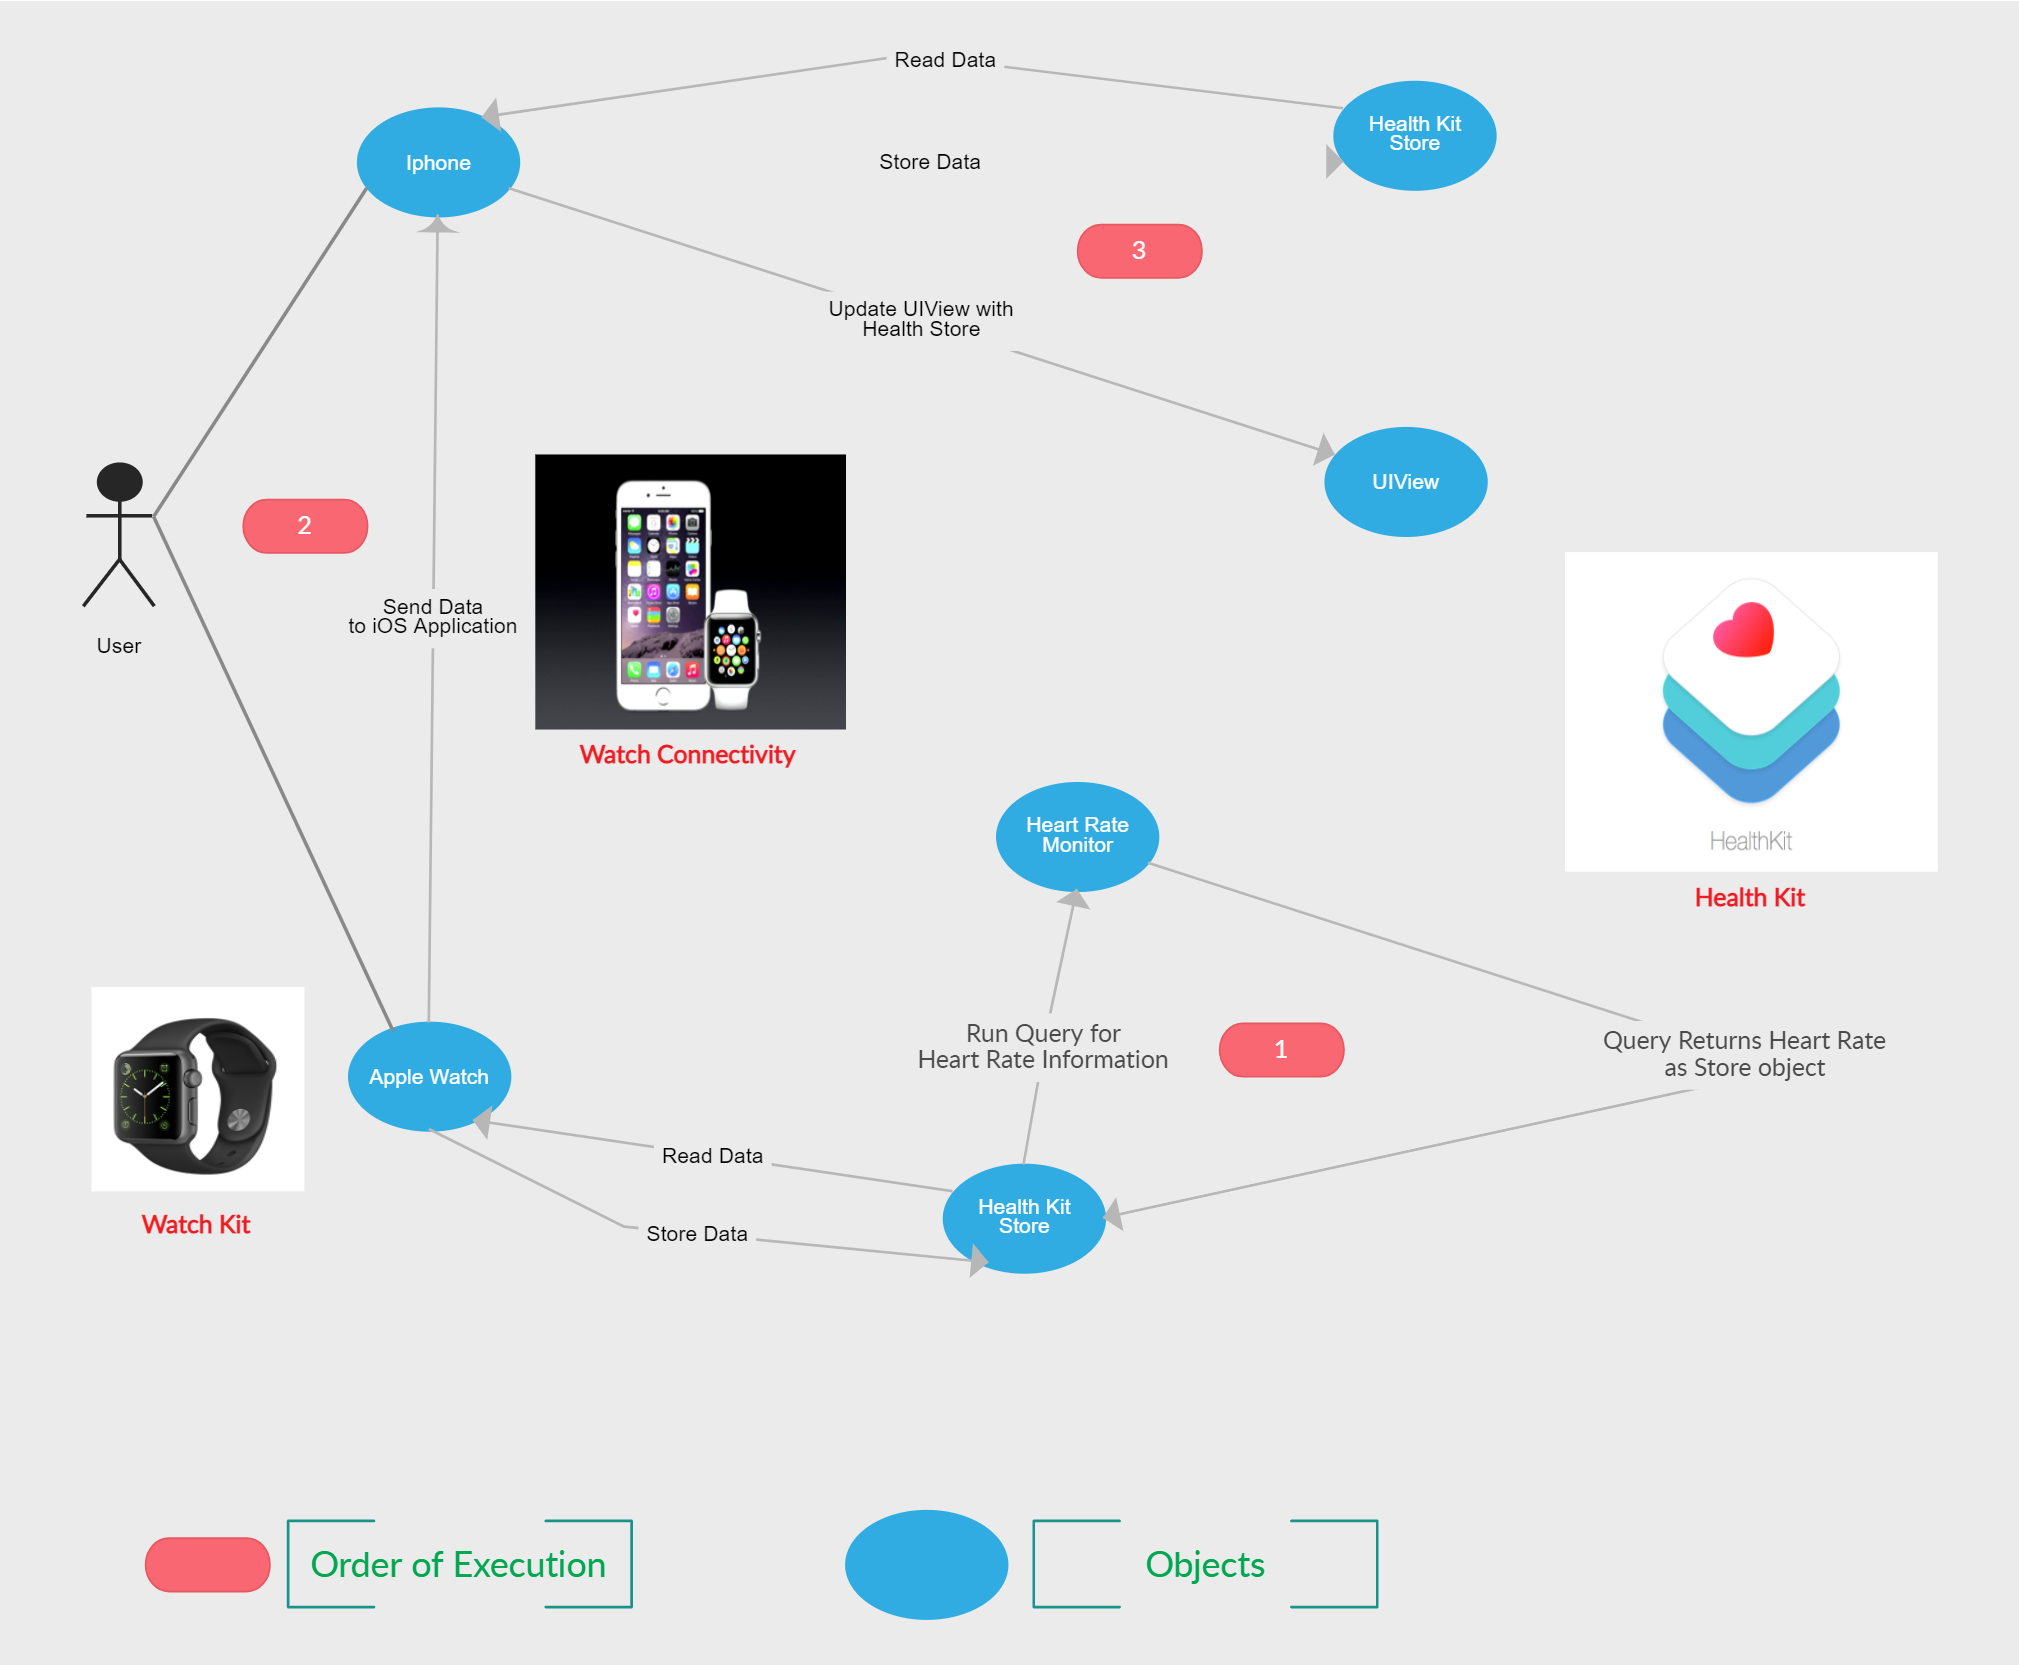 Read Data
Health Kit
Store
Iphone
Store Data
3
Update UIView with
Health Store
UIView
2
Send Data
to iOS Application
User
Watch Connectivity
Heart Rate
Monitor
HealthKit
Health Kit
Run Query for
Heart Rate Information
1
Query Returns Heart Rate
as Store object
Apple Watch
Read Data
Health Kit
Store
Store Data
Watch Kit
Order of Execution
Objects